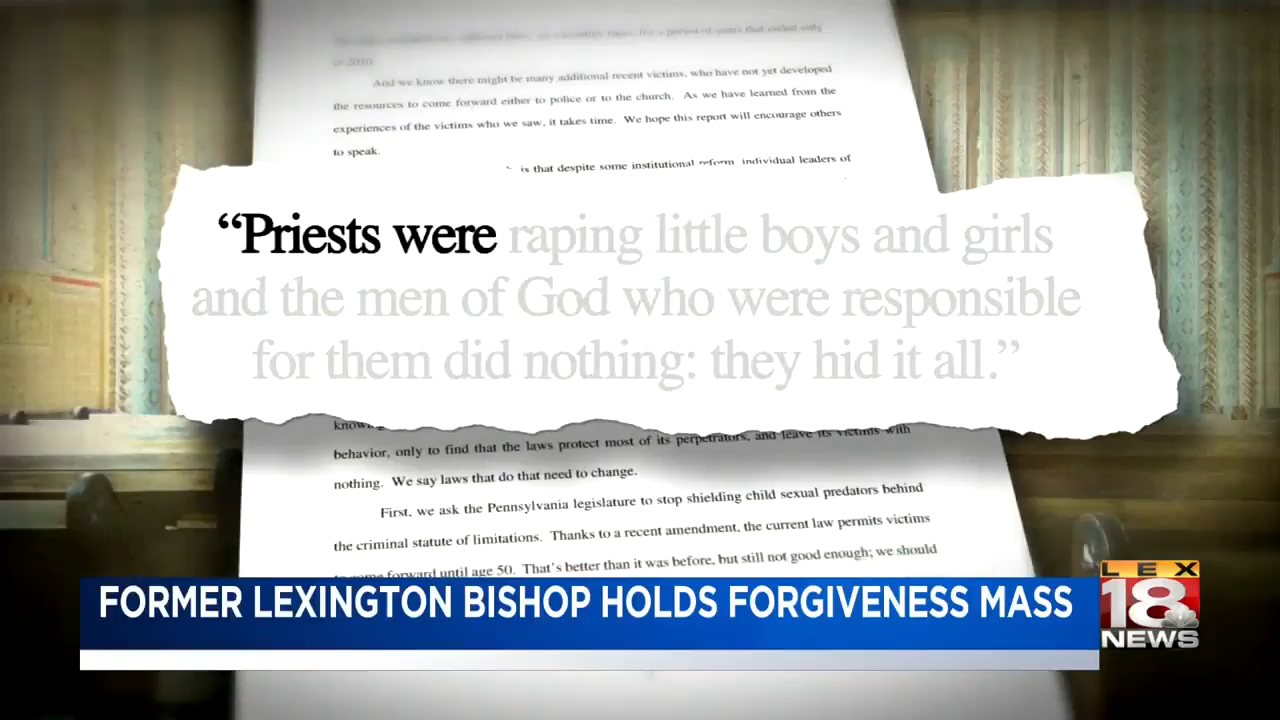 And we know there might be many additional recent victims, who have not yet developed
the resources to come forward either to police or to the church. As we have learned from the
experiences of the victims who we saw, it takes time. We hope this report will encourage others
to speak.
is that despite some institutional reform, individual leaders of
“Priests were raping little boys and girls
and the men of God who were responsible
for them did nothing: they hid it all.”
behavior, only to find that the laws protect most of its perpetrators, and leave its victims with
nothing. We say laws that do that need to change.
First, we ask the Pennsylvania legislature to stop shielding child sexual predators behind
the criminal statute of limitations. Thanks to a recent amendment, the current law permits victims
forward until age 50. That’s better than it was before, but still not good enough; we should
FORMER LEXINGTON BISHOP HOLDS FORGIVENESS MASS
LEX
18
NEWS